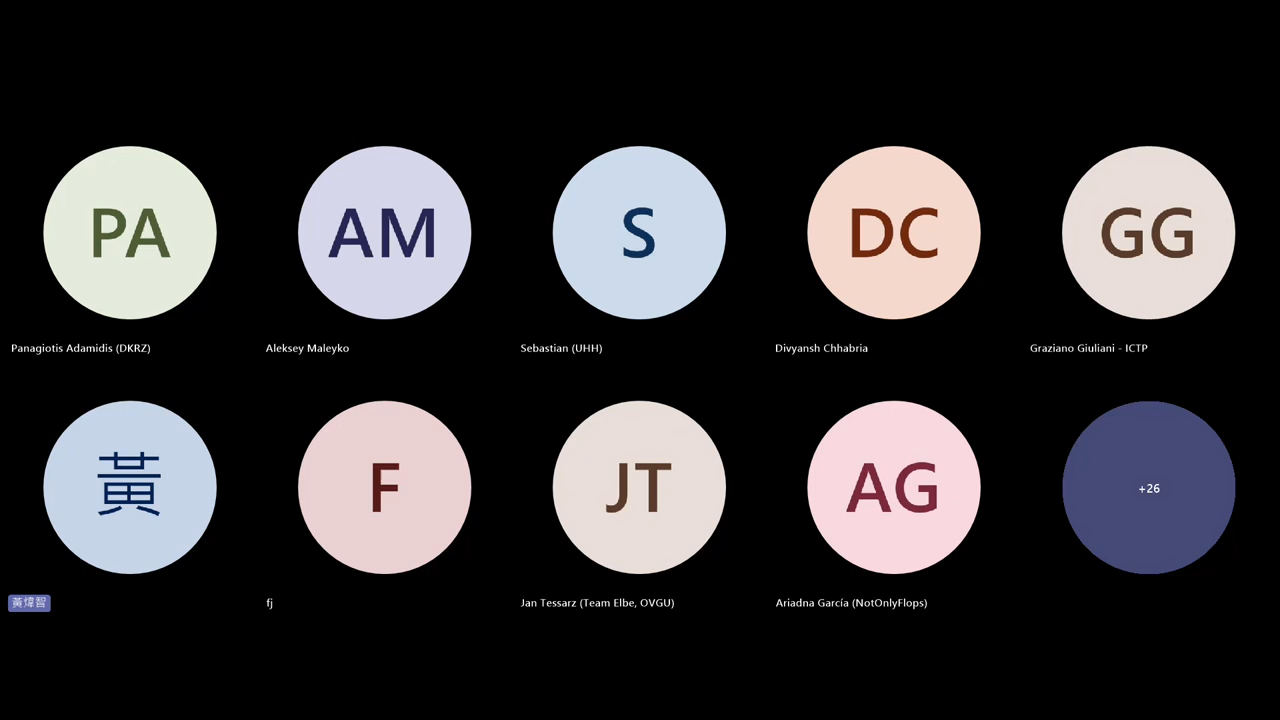 PA
AM
S
DC
GG
Panagiotis Adamidis (DKRZ)
Aleksey Maleyko
Sebastian (UHH)
Divyansh Chhabria
Graziano Giuliani - ICTP
黃
F
JT
AG
+26
黃煒智
fj
Jan Tessarz (Team Elbe, OVGU)
Ariadna García (NotOnlyFlops)